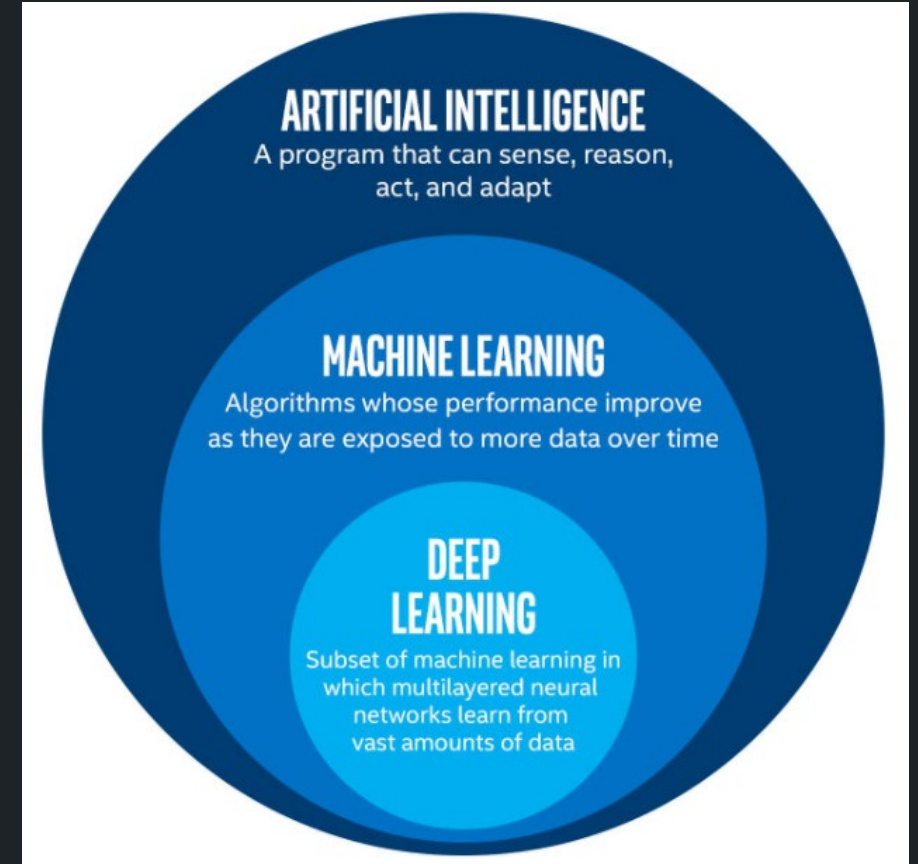 ARTIFICIAL INTELLIGENCE
A program that can sense, reason,
act, and adapt
MACHINE LEARNING
Algorithms whose performance improve
as they are exposed to more data over time
DEEP
LEARNING
Subset of machine learning in
which multilayered neural
networks learn from
vast amounts of data